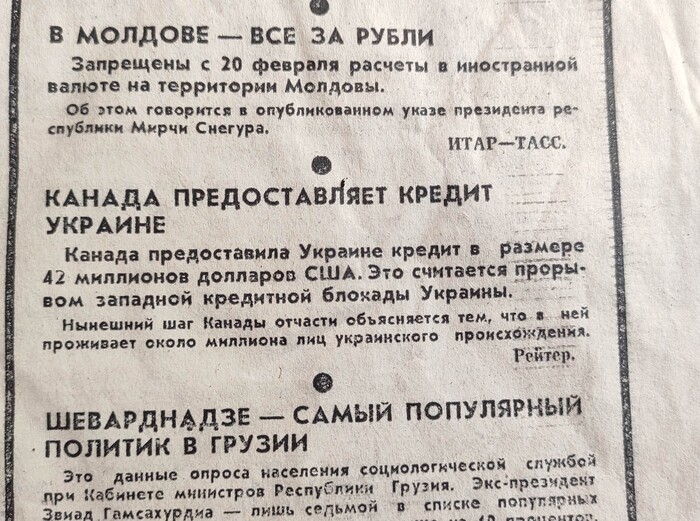 В МОЛДОВЕ — ВСЕ ЗА РУБЛИ
Запрещены с 20 февраля расчеты в иностранной
валюте на территории Молдовы.
Об этом говорится в опубликованном указе президента ре-
спублики Мирчи Снегура.
ИТАР—ТАСС.
КАНАДА ПРЕДОСТАВЛЯЕТ КРЕДИТ
УКРАИНЕ
Канада предоставила Украине кредит в размере
42 миллионов долларов США. Это считается проры-
вом западной кредитной блокады Украины.
Нынешний шаг Канады отчасти объясняется тем, что в ней
проживает около миллиона лиц украинского происхождения.
Рейтер.
ШЕВАРДНАДЗЕ — САМЫЙ ПОПУЛЯРНЫЙ
ПОЛИТИК В ГРУЗИИ
Это данные опроса населения социологической службой
при Кабинете министров Республики Грузия. Экс-президент
Звиад Гамсахурдиа — лишь седьмой в списке популярных